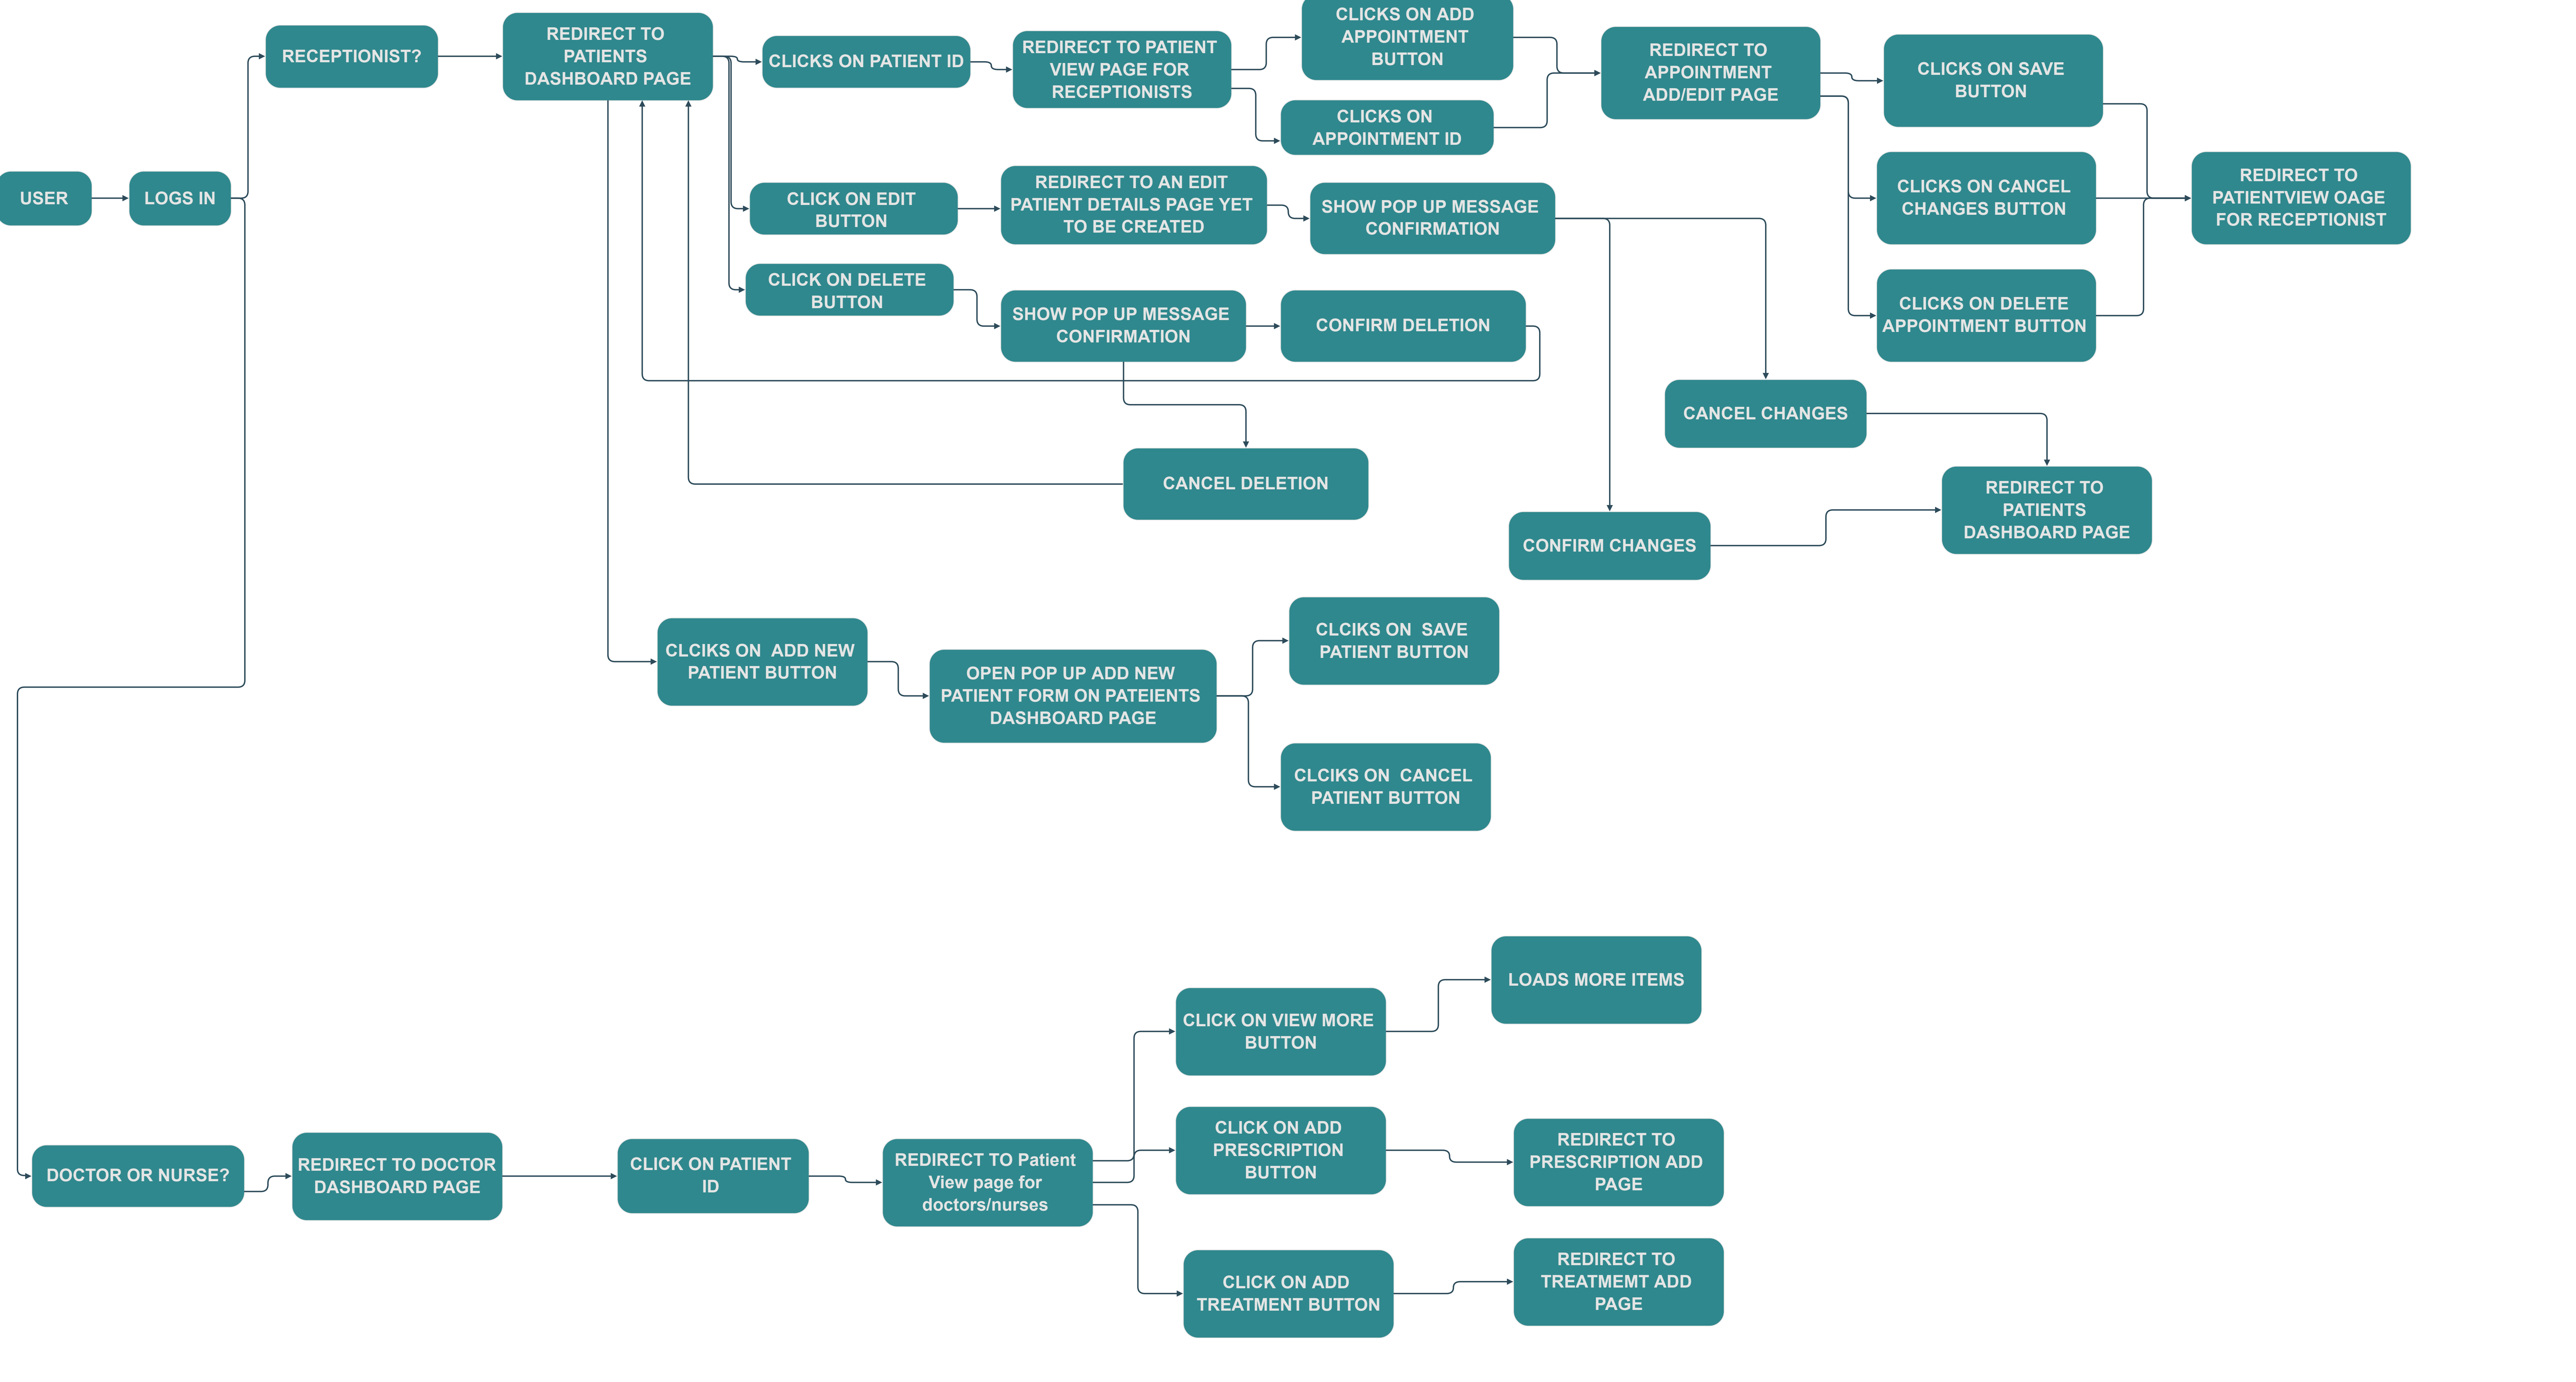 USER
LOGS IN
RECEPTIONIST?
REDIRECT TO
PATIENTS
DASHBOARD PAGE
CLICKS ON PATIENT ID
REDIRECT TO PATIENT
VIEW PAGE FOR
RECEPTIONISTS
CLICKS ON ADD
APPOINTMENT
BUTTON
CLICKS ON
APPOINTMENT ID
REDIRECT TO
APPOINTMENT
ADD/EDIT PAGE
CLICKS ON SAVE
BUTTON
CLICKS ON CANCEL
CHANGES BUTTON
CLICKS ON DELETE
APPOINTMENT BUTTON
REDIRECT TO
PATIENTVIEW OAGE
FOR RECEPTIONIST
CLICK ON EDIT
BUTTON
REDIRECT TO AN EDIT
PATIENT DETAILS PAGE YET
TO BE CREATED
SHOW POP UP MESSAGE
CONFIRMATION
CLICK ON DELETE
BUTTON
SHOW POP UP MESSAGE
CONFIRMATION
CONFIRM DELETION
CANCEL DELETION
CANCEL CHANGES
CONFIRM CHANGES
REDIRECT TO
PATIENTS
DASHBOARD PAGE
CLCIKS ON ADD NEW
PATIENT BUTTON
OPEN POP UP ADD NEW
PATIENT FORM ON PATEIENTS
DASHBOARD PAGE
CLCIKS ON SAVE
PATIENT BUTTON
CLCIKS ON CANCEL
PATIENT BUTTON
DOCTOR OR NURSE?
REDIRECT TO DOCTOR
DASHBOARD PAGE
CLICK ON PATIENT
ID
REDIRECT TO Patient
View page for
doctors/nurses
CLICK ON VIEW MORE
BUTTON
LOADS MORE ITEMS
CLICK ON ADD
PRESCRIPTION
BUTTON
REDIRECT TO
PRESCRIPTION ADD
PAGE
CLICK ON ADD
TREATMENT BUTTON
REDIRECT TO
TREATMEMT ADD
PAGE